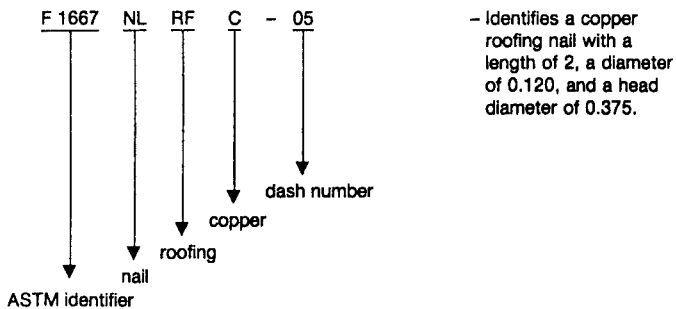 F 1667 NL RF C - 05
– Identifies a copper
roofing nail with a
length of 2, a diameter
of 0.120, and a head
diameter of 0.375.
dash number
copper
roofing
nail
ASTM identifier